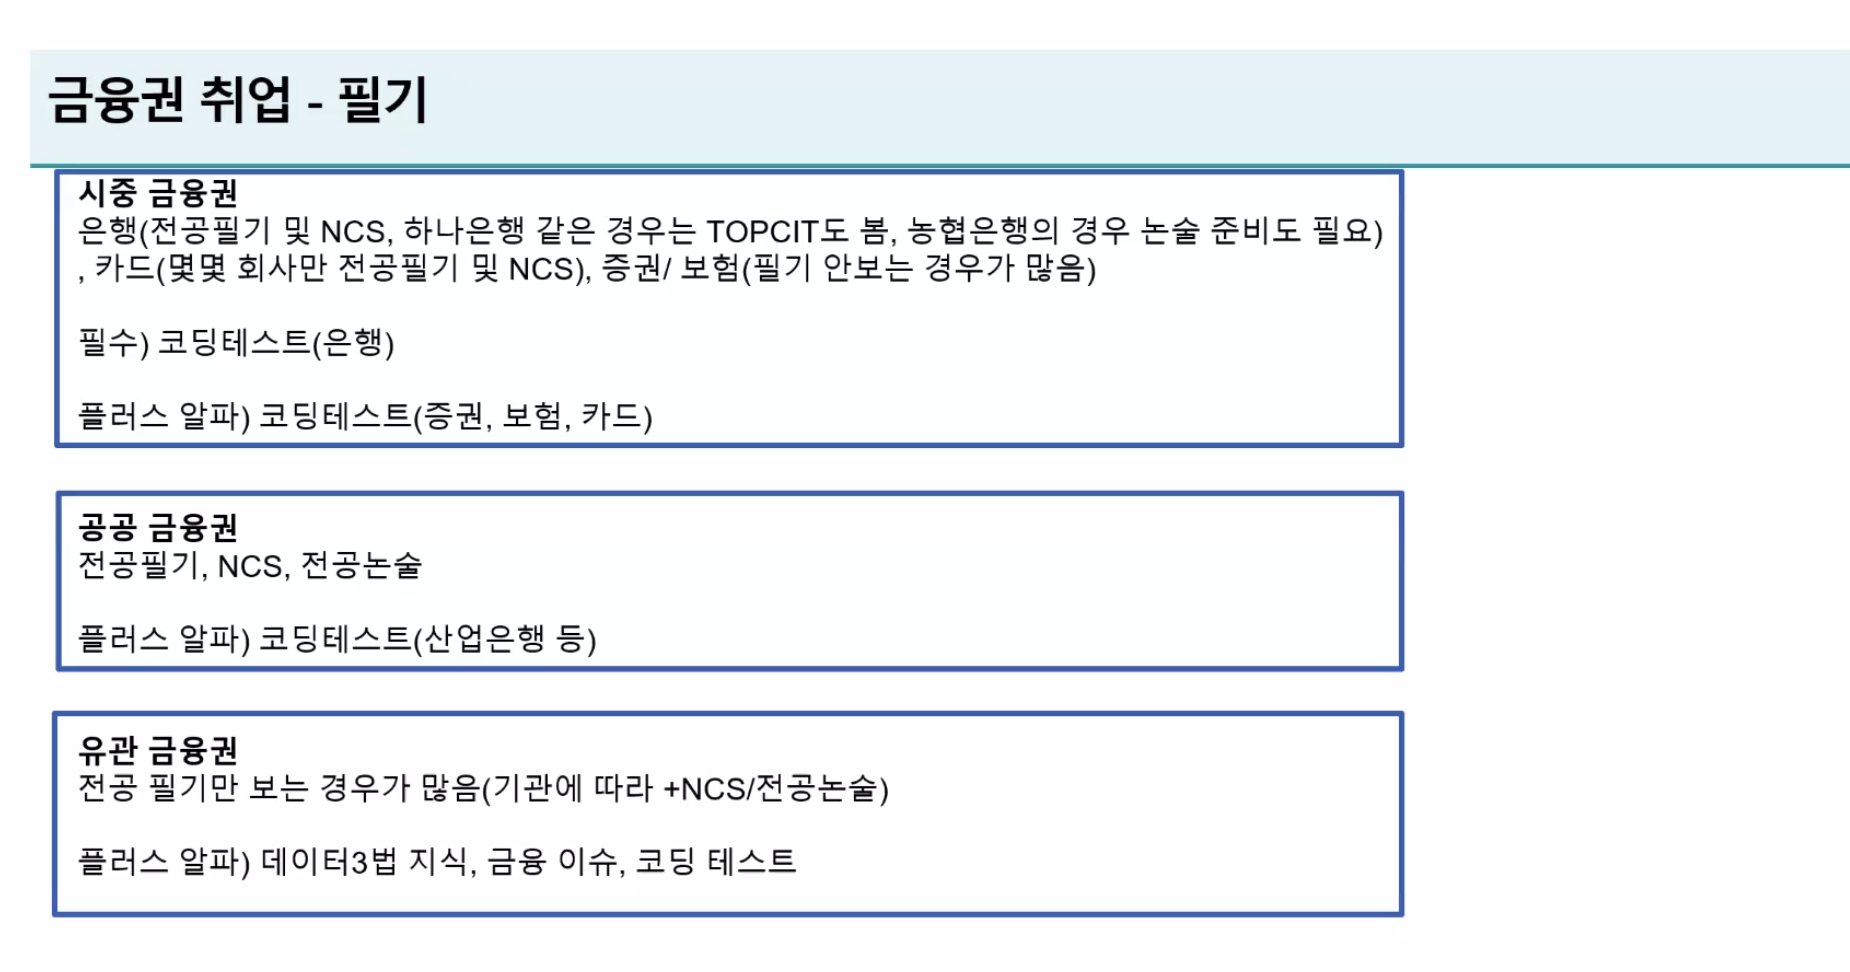 금융권 취업 - 필기
시중 금융권
은행(전공필기 및 NCS, 하나은행 같은 경우는 TOPCIT도 봄, 농협은행의 경우 논술 준비도 필요)
, 카드(몇몇 회사만 전공필기 및 NCS), 증권/ 보험(필기 안보는 경우가 많음)
필수) 코딩테스트(은행)
플러스 알파) 코딩테스트(증권, 보험, 카드)
공공 금융권
전공필기, NCS, 전공논술
플러스 알파) 코딩테스트(산업은행 등)
유관 금융권
전공 필기만 보는 경우가 많음(기관에 따라 +NCS/전공논술)
플러스 알파) 데이터3법 지식, 금융 이슈, 코딩 테스트